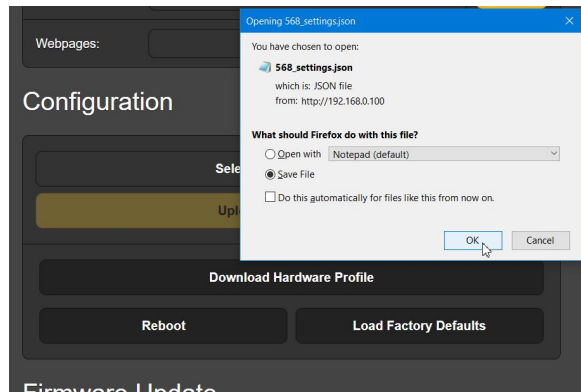 Opening 568_settings.json
Webpages:
You have chosen to open:
568_settings.json
which is: JSON file
from: http://192.168.0.100
What should Firefox do with this file?
Open with Notepad (default)
Save File
Do this automatically for files like this from now on.
OK Cancel
Configuration
Sele
Upl
Download Hardware Profile
Reboot Load Factory Defaults
Firmware Update